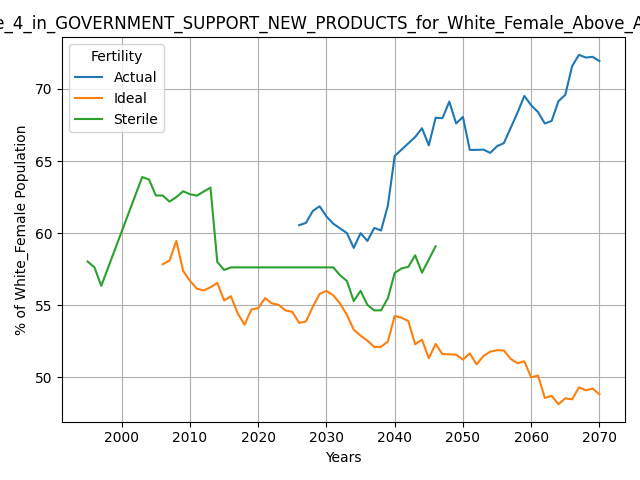 e_4_in_GOVERNMENT_SUPPORT_NEW_PRODUCTS_for_White_Female_Above_A
Fertility
Actual
Ideal
Sterile
% of White_Female Population
70
65
60
55
50
2000 2010 2020 2030 2040 2050 2060 2070
Years